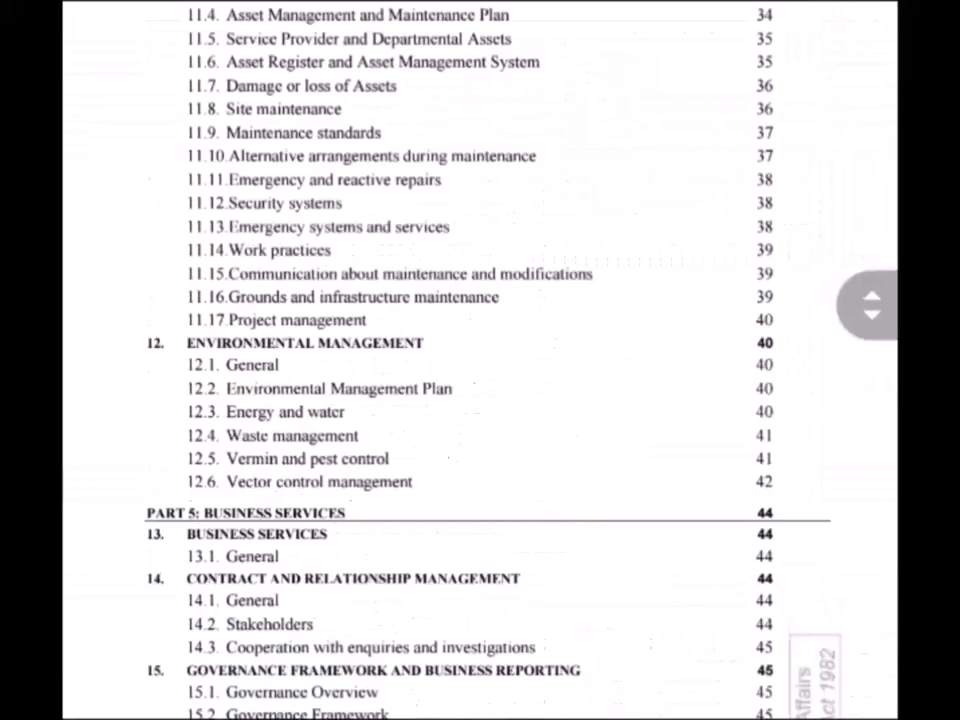 11.4. Asset Management and Maintenance Plan 34
11.5. Service Provider and Departmental Assets 35
11.6. Asset Register and Asset Management System 35
11.7. Damage or loss of Assets 36
11.8. Site maintenance 36
11.9. Maintenance standards 37
11.10.Alternative arrangements during maintenance 37
11.11.Emergency and reactive repairs 38
11.12.Security systems 38
11.13.Emergency systems and services 38
11.14.Work practices 39
11.15.Communication about maintenance and modifications 39
11.16.Grounds and infrastructure maintenance 39
11.17.Project management 40
12. ENVIRONMENTAL MANAGEMENT 40
12.1. General 40
12.2. Environmental Management Plan 40
12.3. Energy and water 40
12.4. Waste management 41
12.5. Vermin and pest control 41
12.6. Vector control management 42
PART 5: BUSINESS SERVICES 44
13. BUSINESS SERVICES 44
13.1. General 44
14. CONTRACT AND RELATIONSHIP MANAGEMENT 44
14.1. General 44
14.2. Stakeholders 44
14.3. Cooperation with enquiries and investigations 45
15. GOVERNANCE FRAMEWORK AND BUSINESS REPORTING 45
15.1. Governance Overview 45
15.2. Governance Framework 45
Affairs
Act 1982